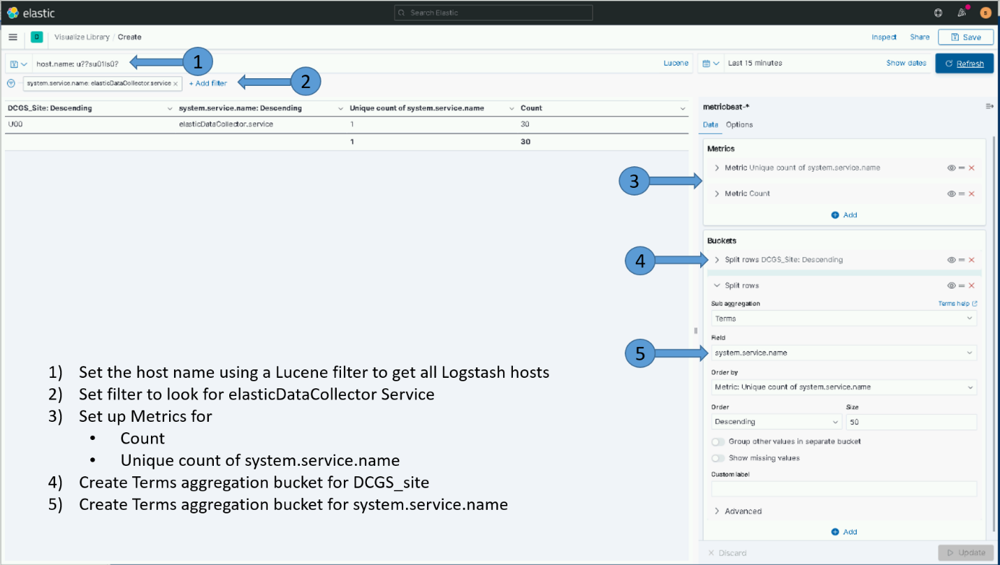 elastic
Search Elastic
D
Visualize Library / Create
Inspect
Share
Save
host.name: u??su01ls0?
1
Lucene
Last 15 minutes
Show dates
Refresh
system.service.name: elasticDataCollector.service ×
+ Add filter
2
DCGS_Site: Descending
system.service.name: Descending
Unique count of system.service.name
Count
U00
elasticDataCollector.service
1
30
1
30
metricbeat-*
Data
Options
Metrics
Metric Unique count of system.service.name
3
Metric Count
Add
Buckets
4
Split rows DCGS_Site: Descending
Split rows
Sub aggregation
Terms help
Terms
Field
5
system.service.name
Order by
Metric: Unique count of system.service.name
Order
Size
Descending
50
Group other values in separate bucket
Show missing values
Custom label
Advanced
Add
Discard
Update
1) Set the host name using a Lucene filter to get all Logstash hosts
2) Set filter to look for elasticDataCollector Service
3) Set up Metrics for
• Count
• Unique count of system.service.name
4) Create Terms aggregation bucket for DCGS_site
5) Create Terms aggregation bucket for system.service.name